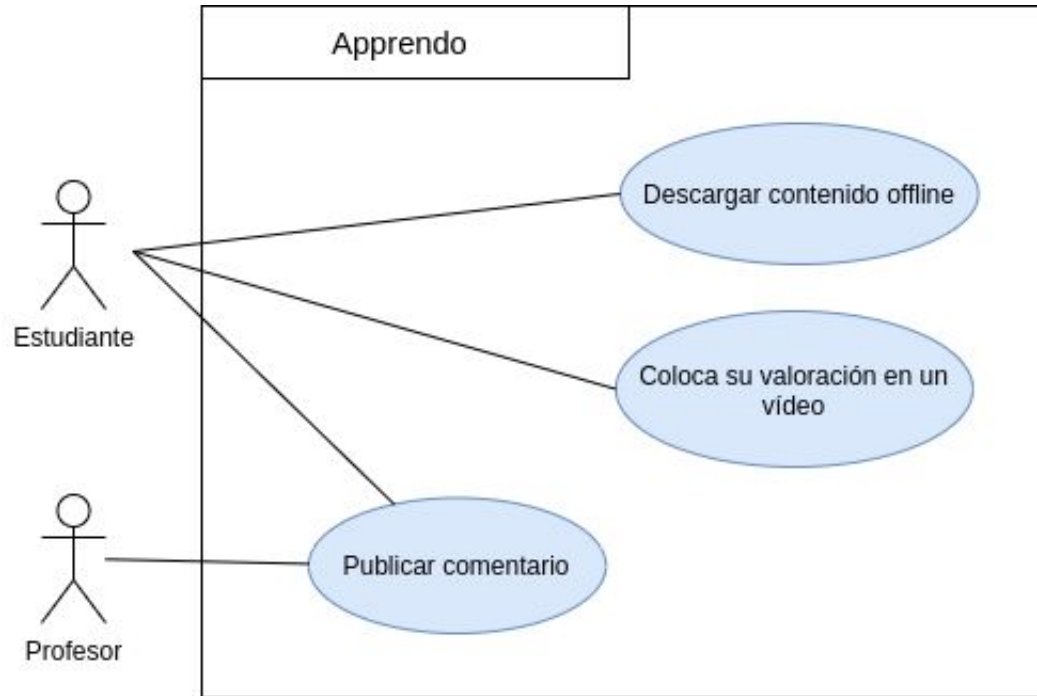 Apprendo
Descargar contenido offline
Estudiante
Coloca su valoración en un
vídeo
Publicar comentario
Profesor